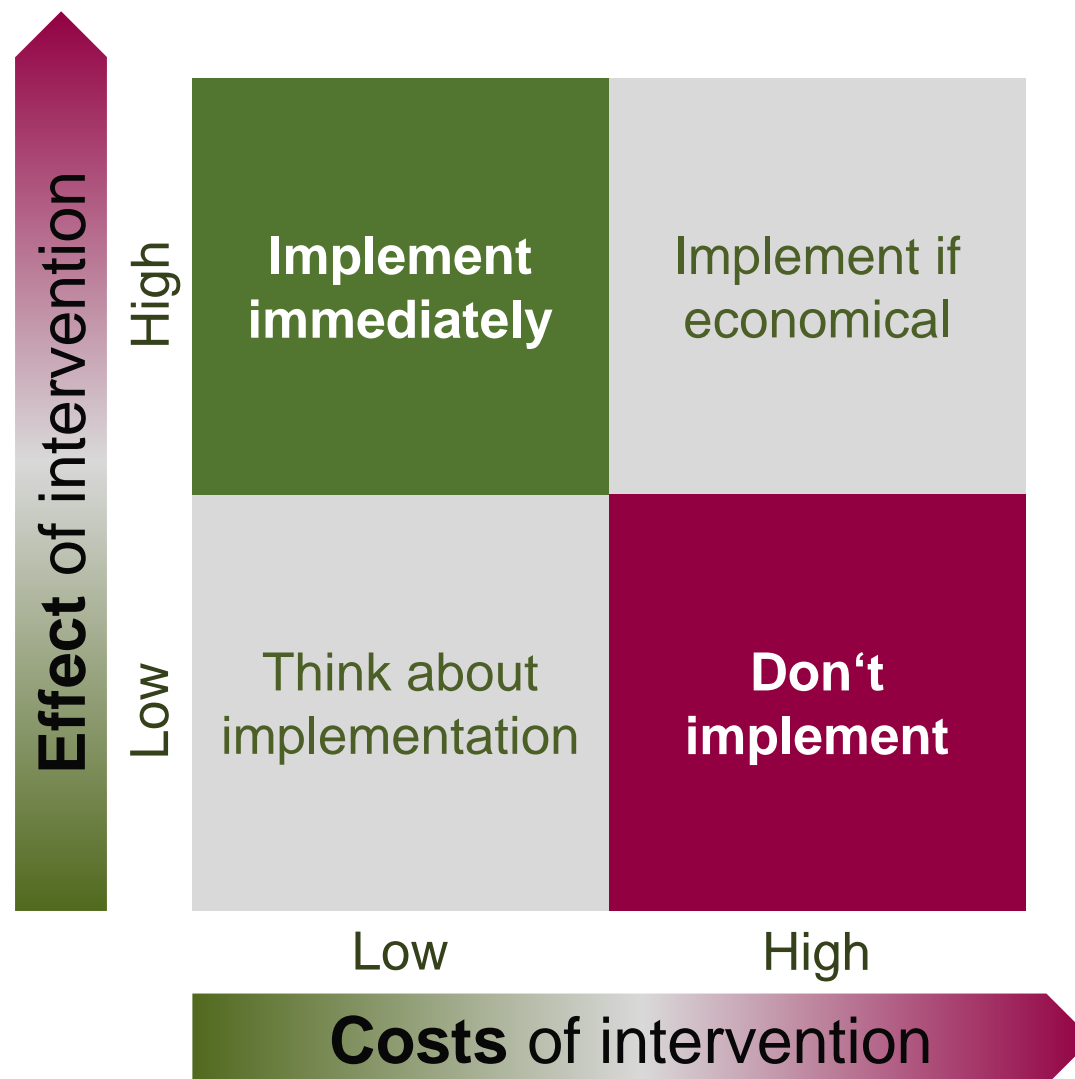 Effect of intervention
High
Implement
immediately
Implement if
economical
Low
Think about
implementation
Don‘t
implement
Low
High
Costs of intervention